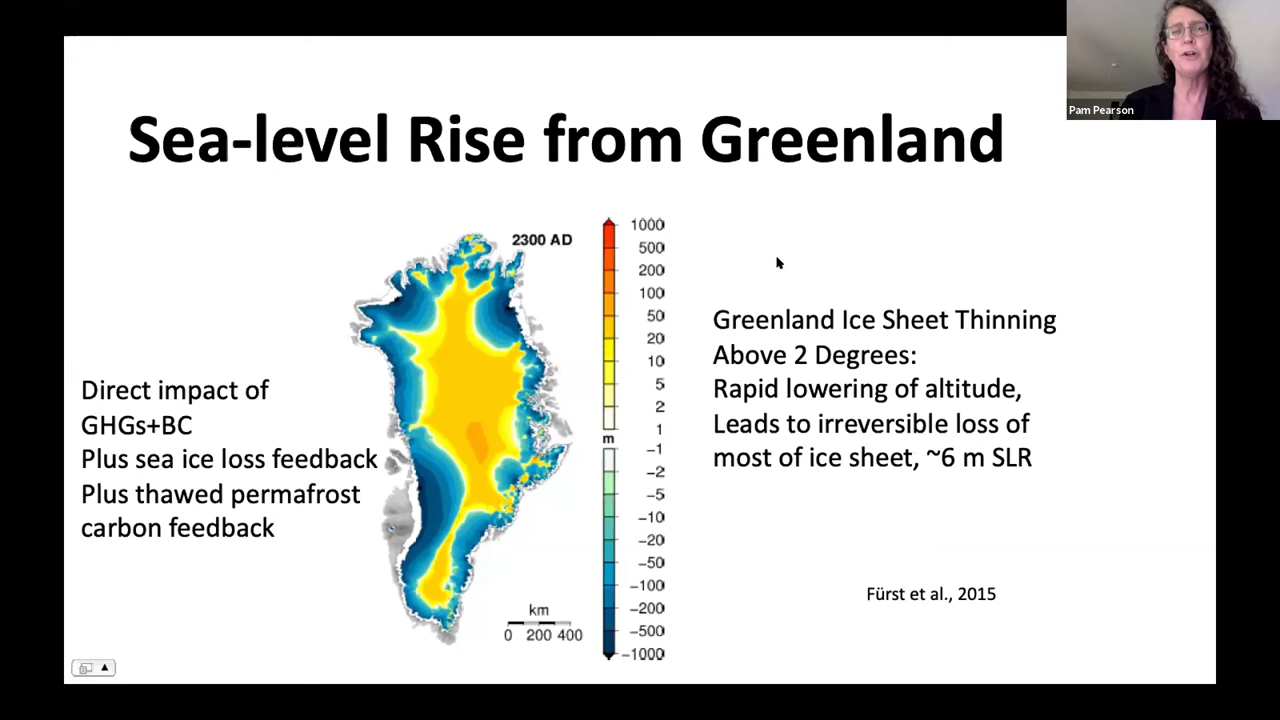 Pam Pearson
Sea-level Rise from Greenland
2300 AD
1000
500
200
100
50
20
10
5
2
1
m
−1
−2
−5
−10
−20
−50
−100
−200
−500
−1000
km
0 200 400
Direct impact of
GHGs+BC
Plus sea ice loss feedback
Plus thawed permafrost
carbon feedback
Greenland Ice Sheet Thinning
Above 2 Degrees:
Rapid lowering of altitude,
Leads to irreversible loss of
most of ice sheet, ~6 m SLR
Fürst et al., 2015